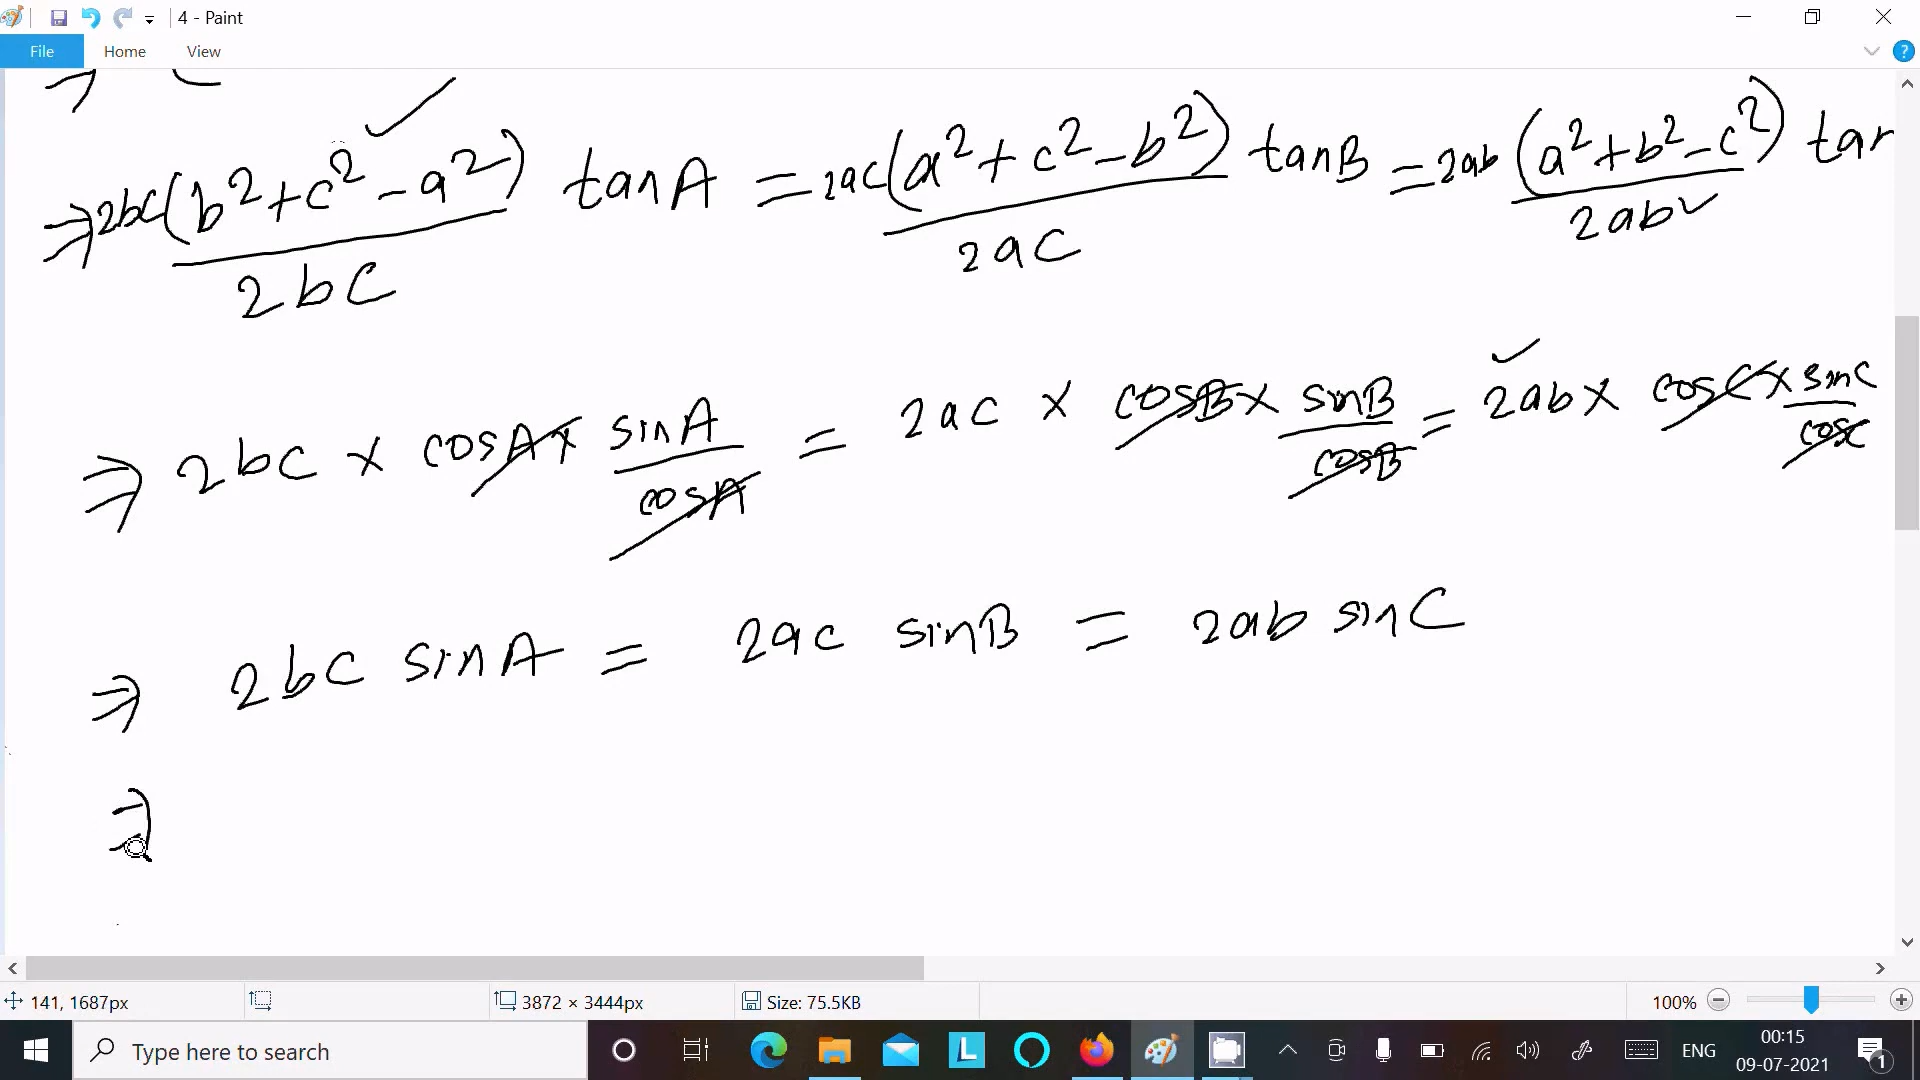 4 - Paint
File Home View
⇒ 2bc (b²+c²-a²)/2bc tanA = 2ac (a²+c²-b²)/2ac tanB = 2ab (a²+b²-c²)/2ab tan
⇒ 2bc × cosA × sinA/cosA = 2ac × cosB × sinB/cosB = 2ab × cosC × sinC/cosC
⇒ 2bc sinA = 2ac sinB = 2ab sinC
⇒
141, 1687px 3872 × 3444px Size: 75.5KB 100%
Type here to search ENG 00:15
09-07-2021 1